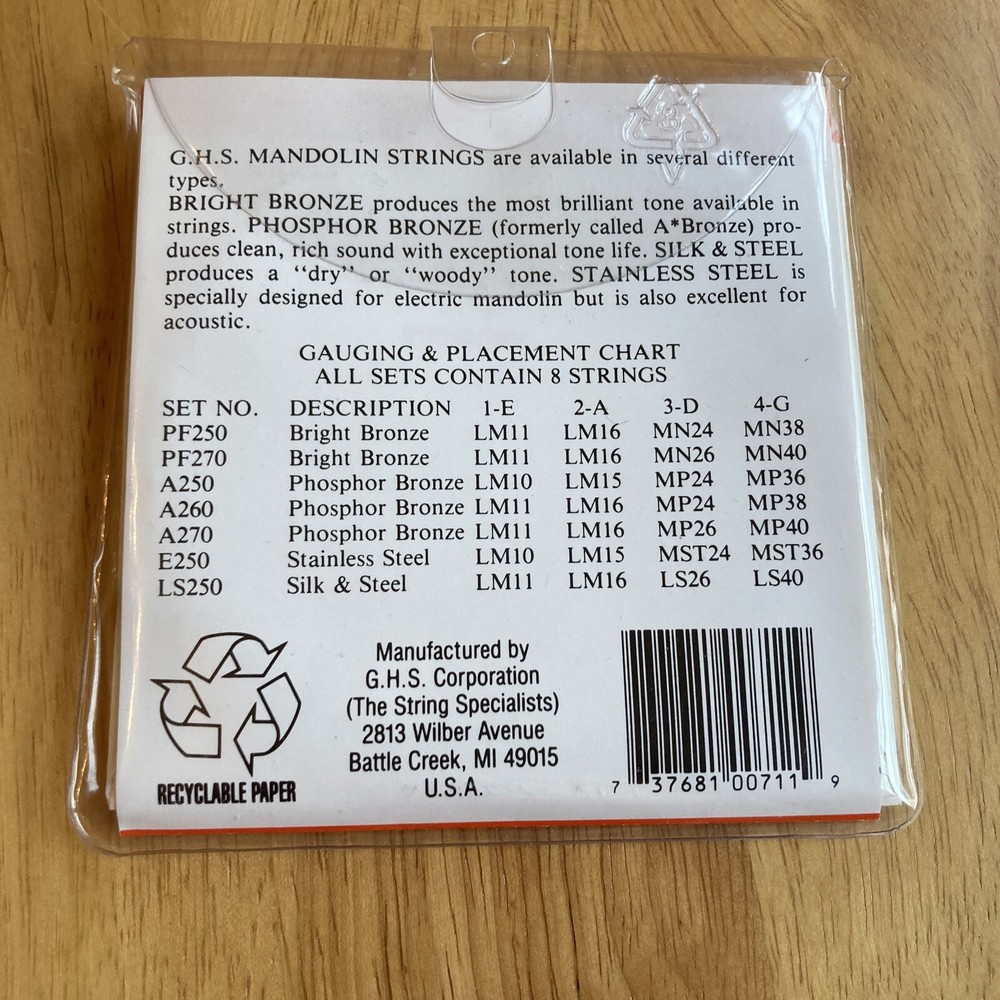 G.H.S. MANDOLIN STRINGS are available in several different
types.
BRIGHT BRONZE produces the most brilliant tone available in
strings. PHOSPHOR BRONZE (formerly called A*Bronze) pro-
duces clean, rich sound with exceptional tone life. SILK & STEEL
produces a “dry” or “woody” tone. STAINLESS STEEL is
specially designed for electric mandolin but is also excellent for
acoustic.
GAUGING & PLACEMENT CHART
ALL SETS CONTAIN 8 STRINGS
SET NO. DESCRIPTION 1-E 2-A 3-D 4-G
PF250 Bright Bronze LM11 LM16 MN24 MN38
PF270 Bright Bronze LM11 LM16 MN26 MN40
A250 Phosphor Bronze LM10 LM15 MP24 MP36
A260 Phosphor Bronze LM11 LM16 MP24 MP38
A270 Phosphor Bronze LM11 LM16 MP26 MP40
E250 Stainless Steel LM10 LM15 MST24 MST36
LS250 Silk & Steel LM11 LM16 LS26 LS40
RECYCLABLE PAPER
Manufactured by
G.H.S. Corporation
(The String Specialists)
2813 Wilber Avenue
Battle Creek, MI 49015
U.S.A.
7 37681 00711 9
3